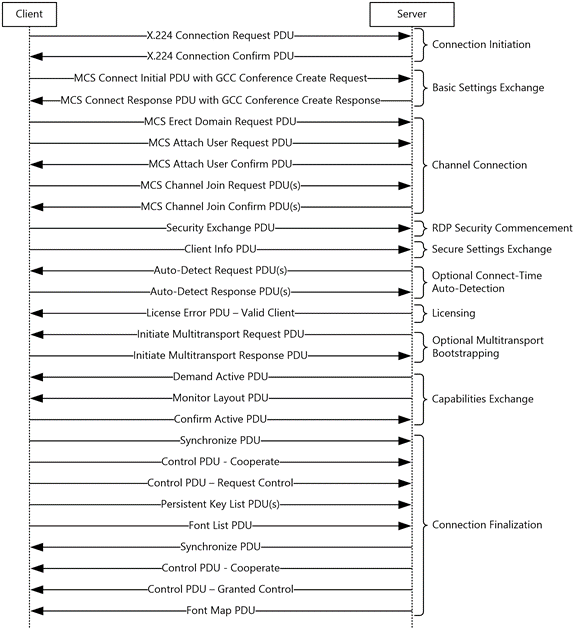 Client
Server
X.224 Connection Request PDU
X.224 Connection Confirm PDU
Connection Initiation
MCS Connect Initial PDU with GCC Conference Create Request
MCS Connect Response PDU with GCC Conference Create Response
Basic Settings Exchange
MCS Erect Domain Request PDU
MCS Attach User Request PDU
MCS Attach User Confirm PDU
MCS Channel Join Request PDU(s)
MCS Channel Join Confirm PDU(s)
Channel Connection
Security Exchange PDU
RDP Security Commencement
Client Info PDU
Secure Settings Exchange
Auto-Detect Request PDU(s)
Auto-Detect Response PDU(s)
Optional Connect-Time
Auto-Detection
License Error PDU – Valid Client
Licensing
Initiate Multitransport Request PDU
Initiate Multitransport Response PDU
Optional Multitransport
Bootstrapping
Demand Active PDU
Monitor Layout PDU
Confirm Active PDU
Capabilities Exchange
Synchronize PDU
Control PDU - Cooperate
Control PDU – Request Control
Persistent Key List PDU(s)
Font List PDU
Synchronize PDU
Control PDU - Cooperate
Control PDU – Granted Control
Font Map PDU
Connection Finalization